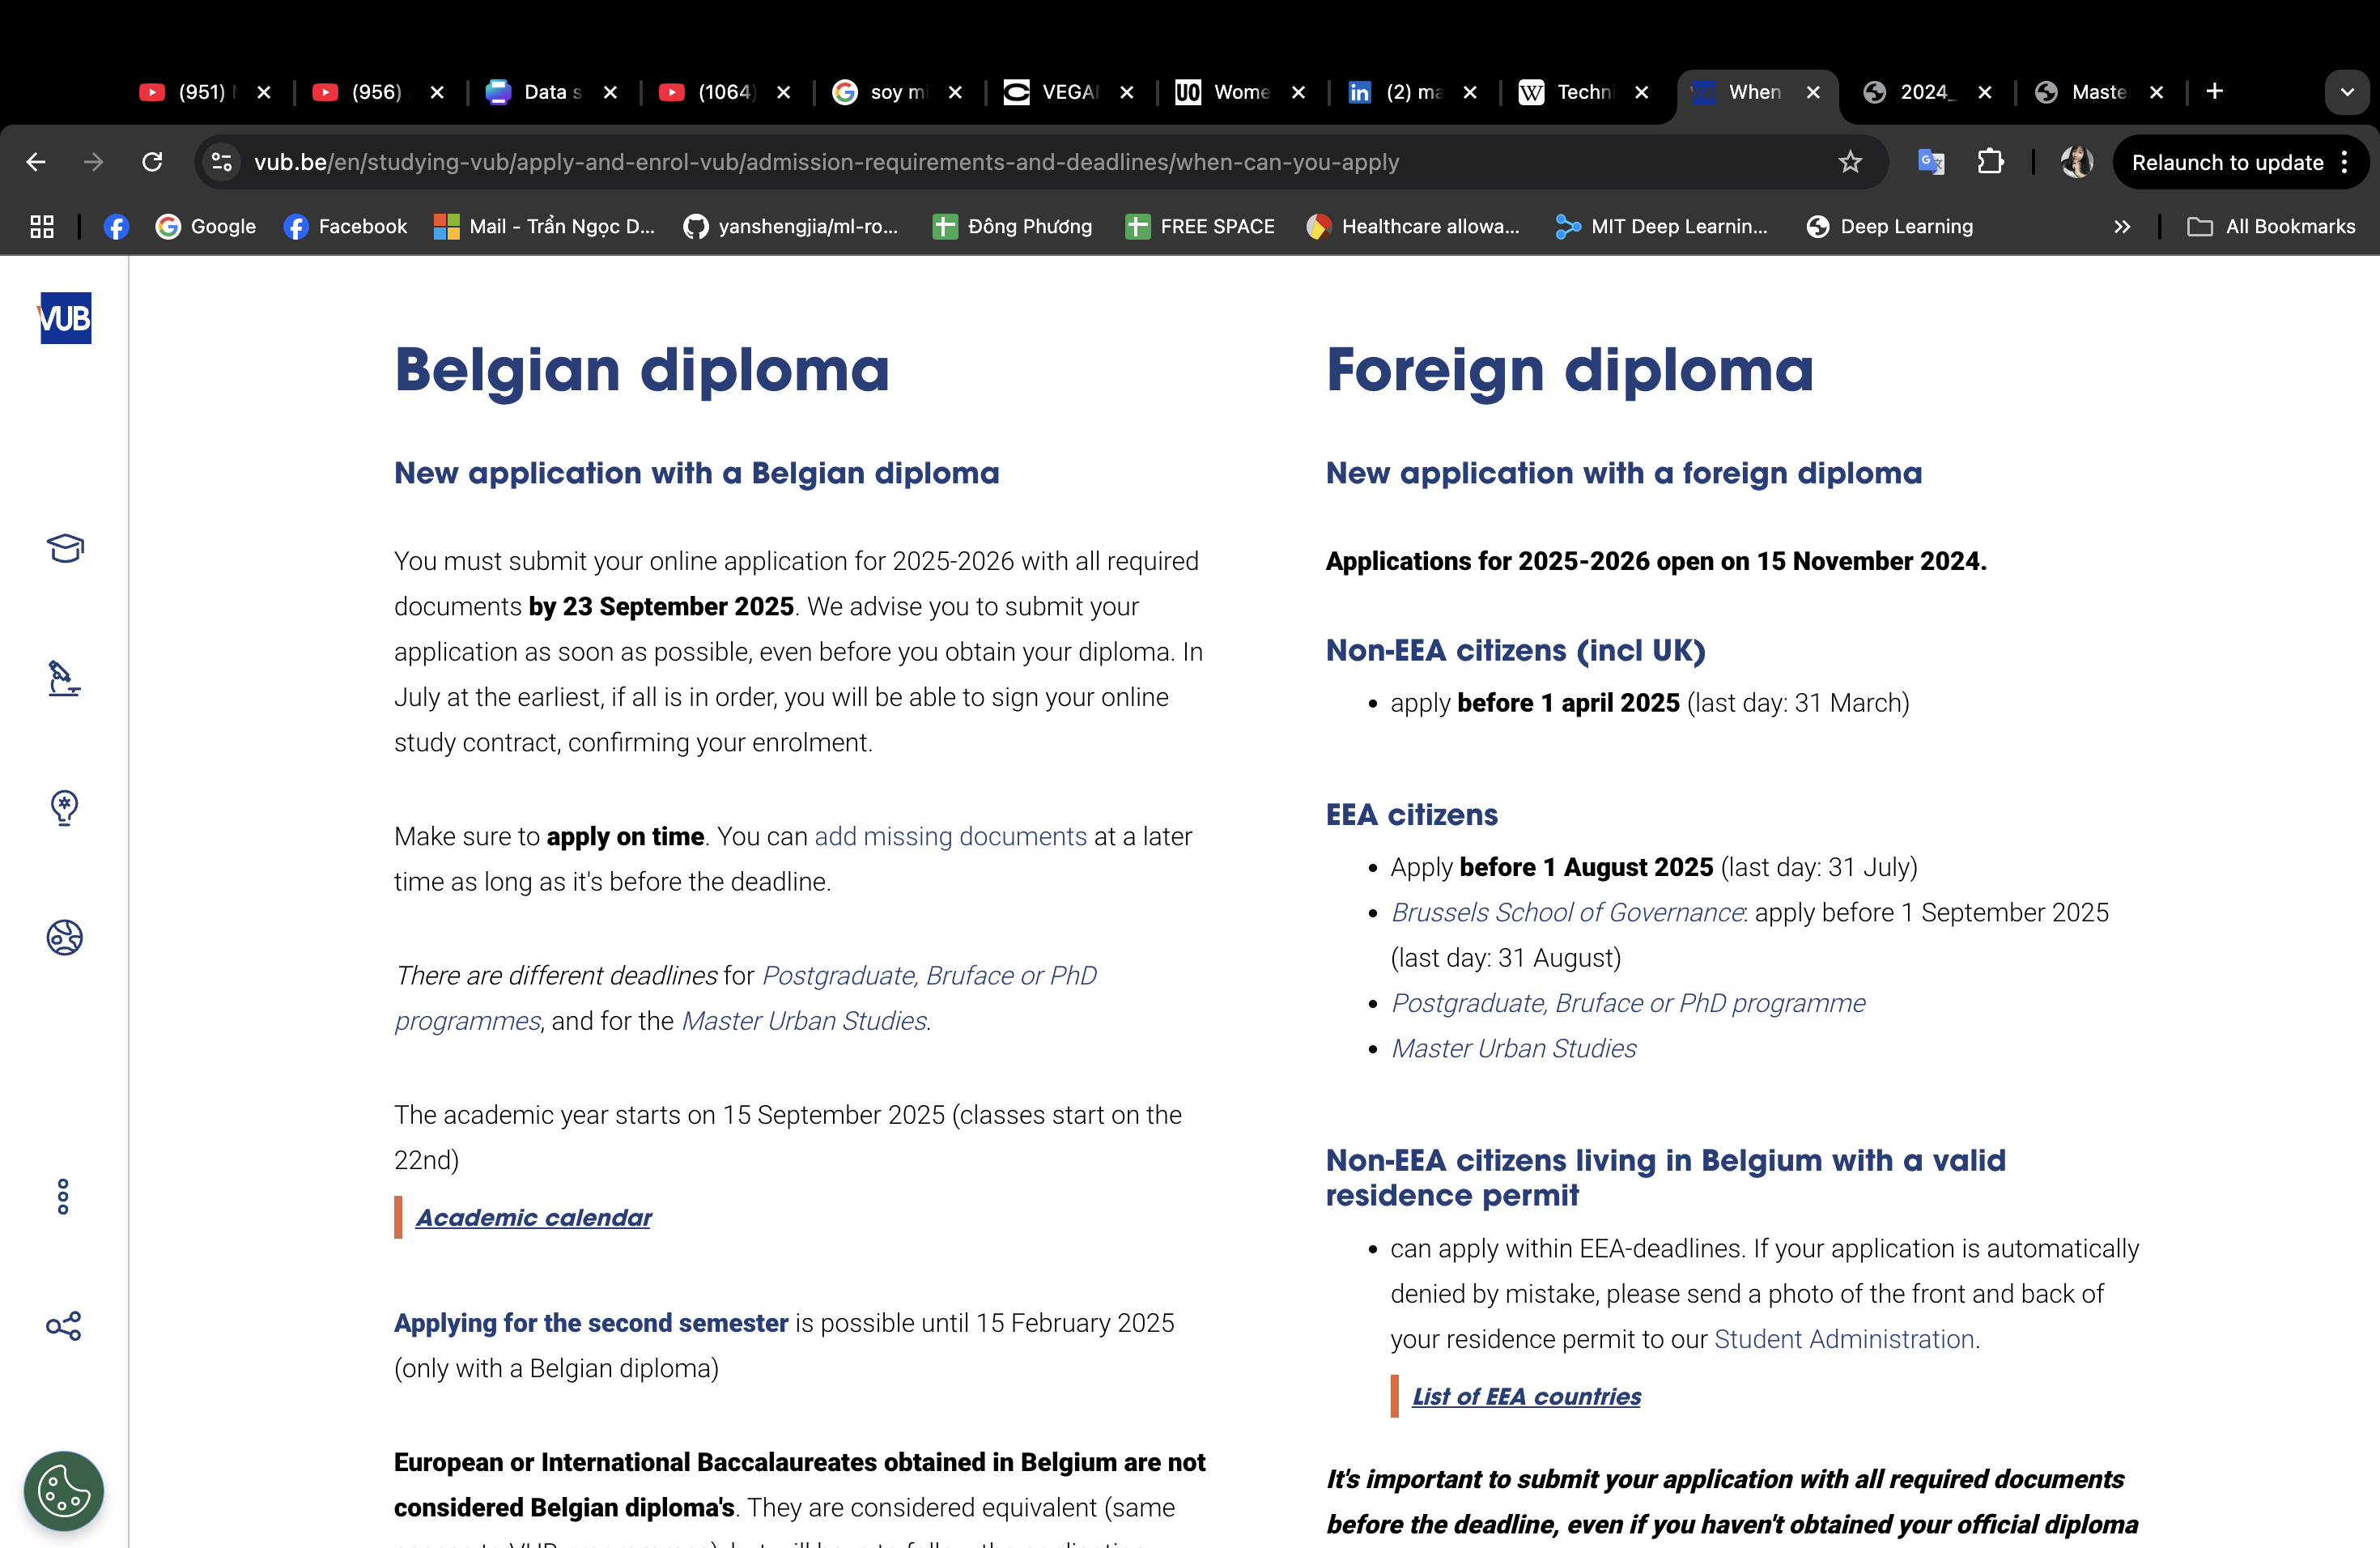 (951)
(956)
Data s
(1064)
soy mi
VEGAN
UO Wome
in (2) ma
W Techni
When
2024_
Maste
vub.be/en/studying-vub/apply-and-enrol-vub/admission-requirements-and-deadlines/when-can-you-apply
Relaunch to update
Google
Facebook
Mail - Trần Ngọc D...
yanshengjia/ml-ro...
Đông Phương
FREE SPACE
Healthcare allowa...
MIT Deep Learnin...
Deep Learning
All Bookmarks
VUB
Belgian diploma
New application with a Belgian diploma
You must submit your online application for 2025-2026 with all required
documents by 23 September 2025. We advise you to submit your
application as soon as possible, even before you obtain your diploma. In
July at the earliest, if all is in order, you will be able to sign your online
study contract, confirming your enrolment.
Make sure to apply on time. You can add missing documents at a later
time as long as it's before the deadline.
There are different deadlines for Postgraduate, Bruface or PhD
programmes, and for the Master Urban Studies.
The academic year starts on 15 September 2025 (classes start on the
22nd)
Academic calendar
Applying for the second semester is possible until 15 February 2025
(only with a Belgian diploma)
European or International Baccalaureates obtained in Belgium are not
considered Belgian diploma's. They are considered equivalent (same
Foreign diploma
New application with a foreign diploma
Applications for 2025-2026 open on 15 November 2024.
Non-EEA citizens (incl UK)
• apply before 1 april 2025 (last day: 31 March)
EEA citizens
• Apply before 1 August 2025 (last day: 31 July)
• Brussels School of Governance: apply before 1 September 2025
(last day: 31 August)
• Postgraduate, Bruface or PhD programme
• Master Urban Studies
Non-EEA citizens living in Belgium with a valid
residence permit
• can apply within EEA-deadlines. If your application is automatically
denied by mistake, please send a photo of the front and back of
your residence permit to our Student Administration.
List of EEA countries
It's important to submit your application with all required documents
before the deadline, even if you haven't obtained your official diploma